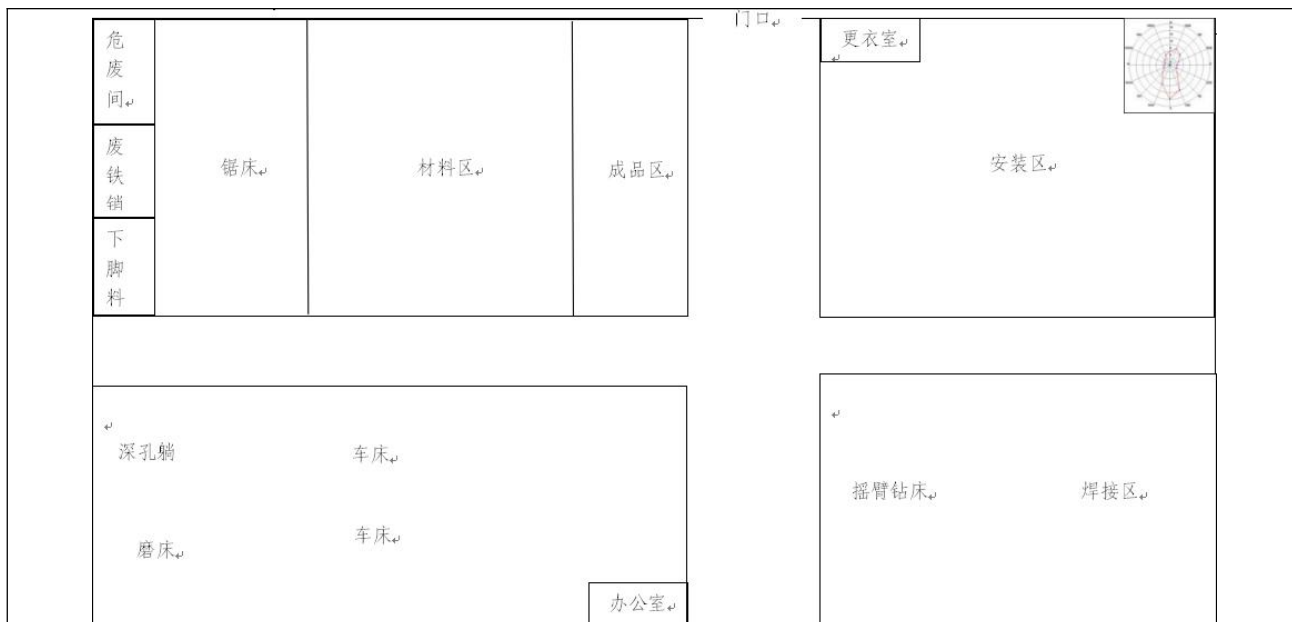 门口
危
废
间
废
铁
销
下
脚
料
锯床
材料区
成品区
更衣室
安装区
深孔躺
车床
磨床
车床
办公室
摇臂钻床
焊接区